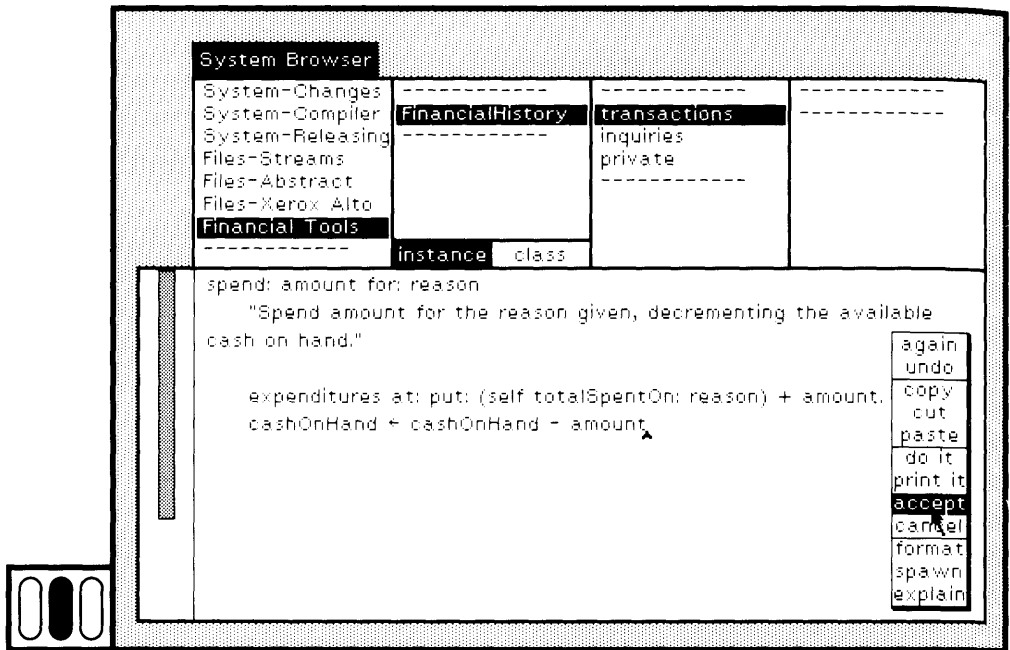 System Browser
System-Changes
System-Compiler
System-Releasing
Files-Streams
Files-Abstract
Files-Xerox Alto
Financial Tools
------------
------------
FinancialHistory
------------
instance class
------------
transactions
inquiries
private
------------
------------
------------
spend: amount for: reason
"Spend amount for the reason given, decrementing the available
cash on hand."
expenditures at: put: (self totalSpentOn: reason) + amount.
cashOnHand ← cashOnHand - amount
again
undo
copy
cut
paste
do it
print it
accept
cancel
format
spawn
explain